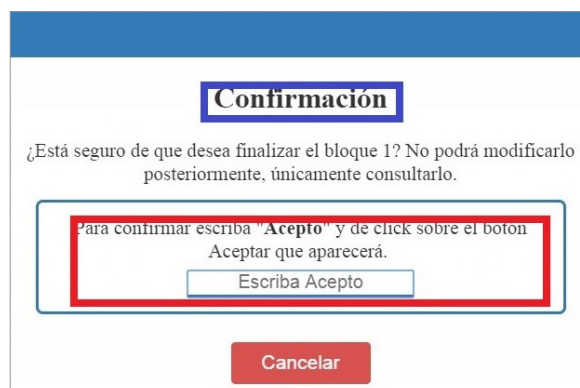 Confirmación
¿Está seguro de que desea finalizar el bloque 1? No podrá modificarlo
posteriormente, únicamente consultarlo.
Para confirmar escriba "Acepto" y de click sobre el botón
Aceptar que aparecerá.
Escriba Acepto
Cancelar